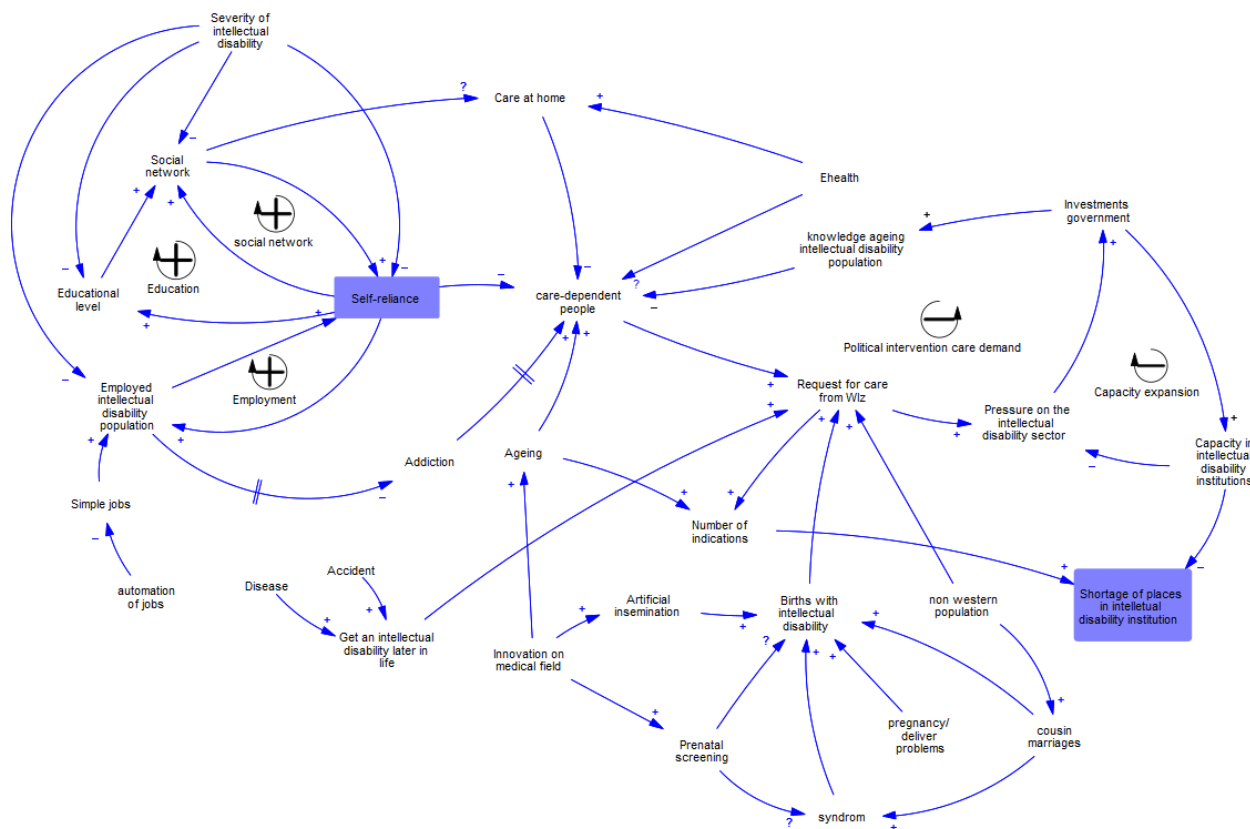 Severity of
intellectual
disability
?
Care at home
+
–
Social
network
+
+
social network
Ehealth
Investments
government
+
knowledge ageing
intellectual disability
population
+
Education
–
Educational
level
+
+
–
Self-reliance
+
–
care-dependent
people
–
?
–
+
+
Political intervention care demand
Capacity expansion
–
Employed
intellectual
disability
population
+
+
Employment
+
+
Request for care
from Wlz
+
+
+
Pressure on the
intellectual
disability sector
–
+
Capacity in
intellectual
disability
institutions
Addiction
–
Ageing
+
+
+
Number of
indications
Simple jobs
–
automation
of jobs
Disease
Accident
+
+
Get an intellectual
disability later in
life
Artificial
insemination
+
+
Births with
intellectual
disability
+
?
+
+
non western
population
+
–
Shortage of places
in intelletual
disability institution
Innovation on
medical field
+
Prenatal
screening
pregnancy/
deliver
problems
+
cousin
marriages
?
syndrom
+